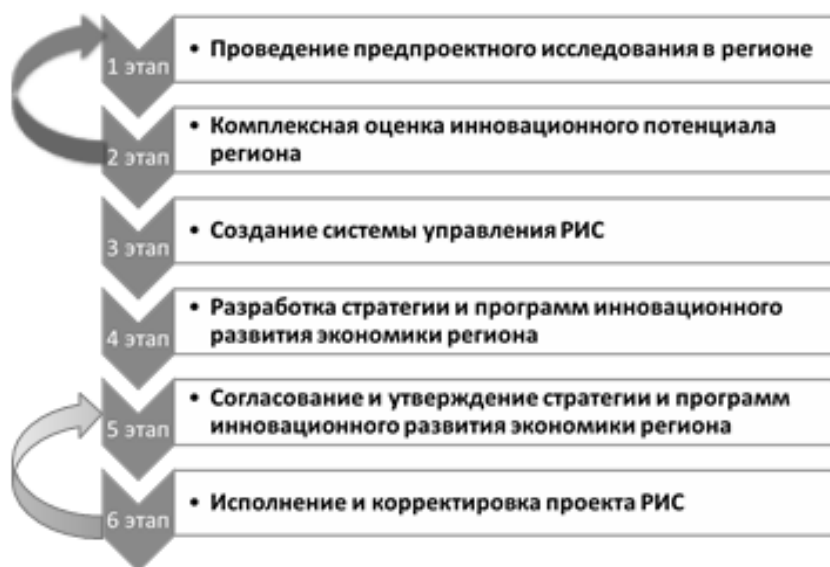 1 этап
• Проведение предпроектного исследования в регионе
2 этап
• Комплексная оценка инновационного потенциала
региона
3 этап
• Создание системы управления РИС
4 этап
• Разработка стратегии и программ инновационного
развития экономики региона
5 этап
• Согласование и утверждение стратегии и программ
инновационного развития экономики региона
6 этап
• Исполнение и корректировка проекта РИС